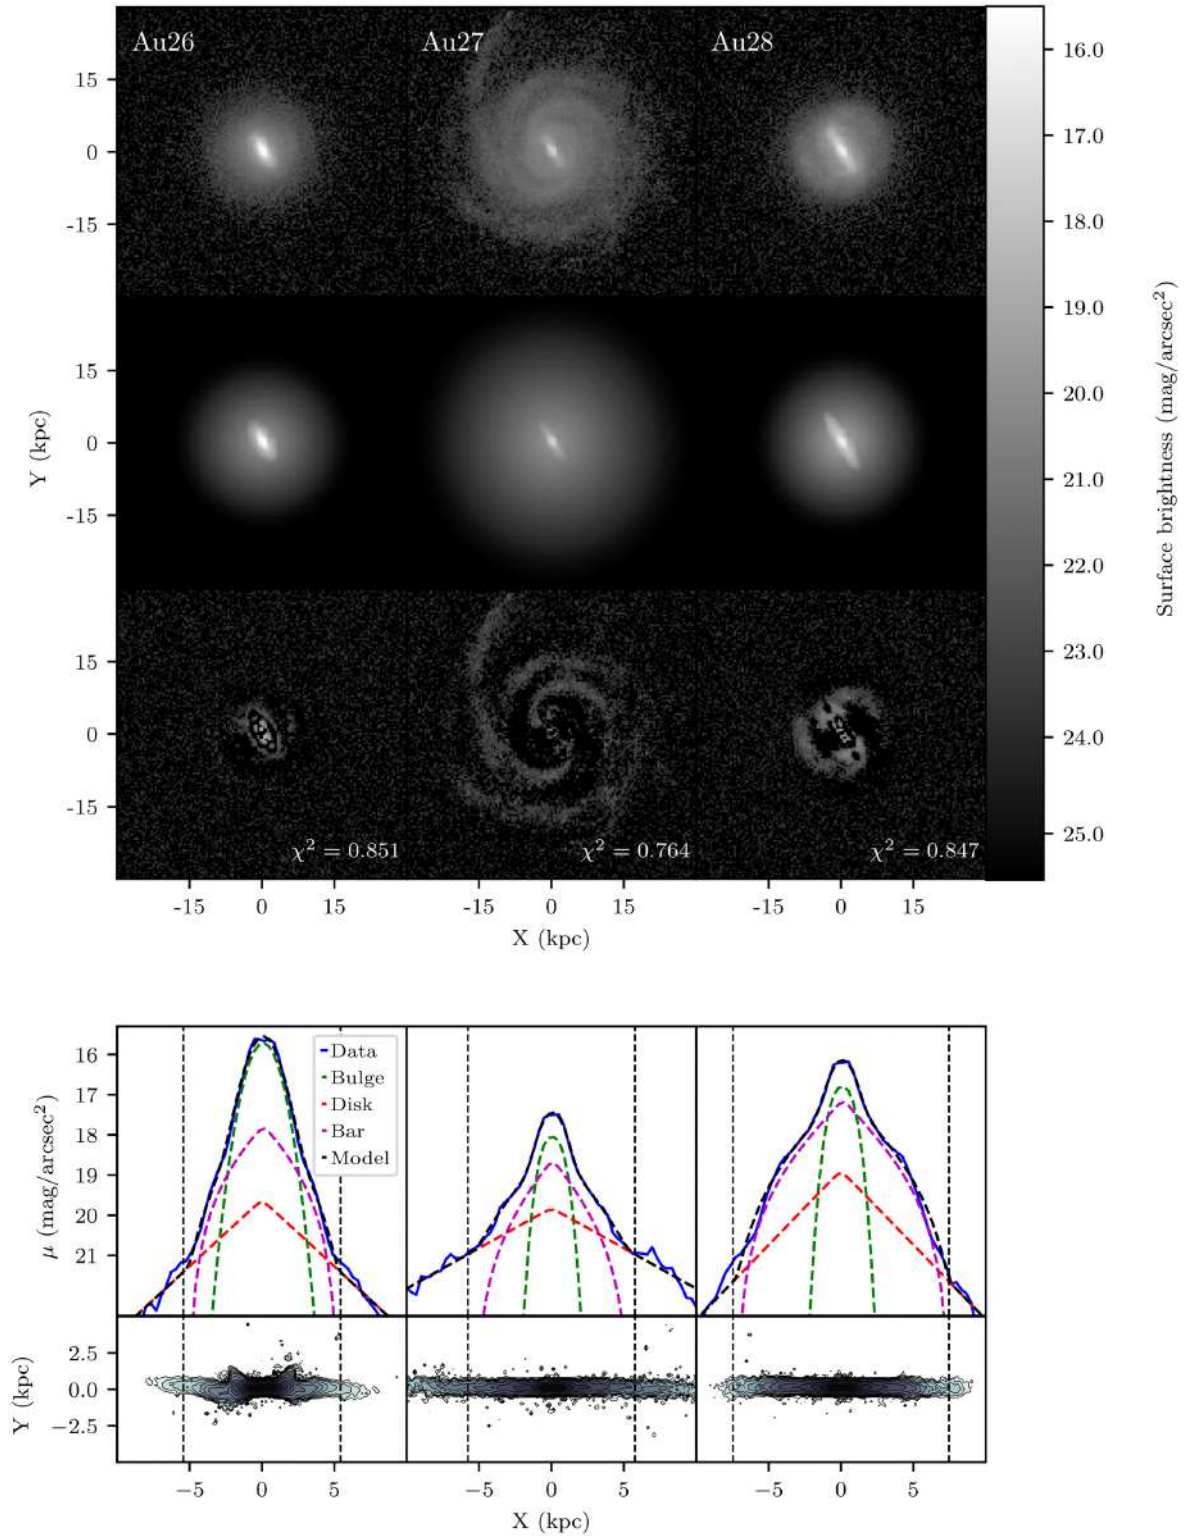 Au26 Au27 Au28
15
0
-15
15
0
-15
15
0
-15
Y (kpc)
χ² = 0.851 χ² = 0.764 χ² = 0.847
-15 0 15 -15 0 15 -15 0 15
X (kpc)
16.0
17.0
18.0
19.0
20.0
21.0
22.0
23.0
24.0
25.0
Surface brightness (mag/arcsec²)
16
17
18
19
20
21
μ (mag/arcsec²)
Data
Bulge
Disk
Bar
Model
2.5
0.0
−2.5
Y (kpc)
−5 0 5 −5 0 5 −5 0 5
X (kpc)